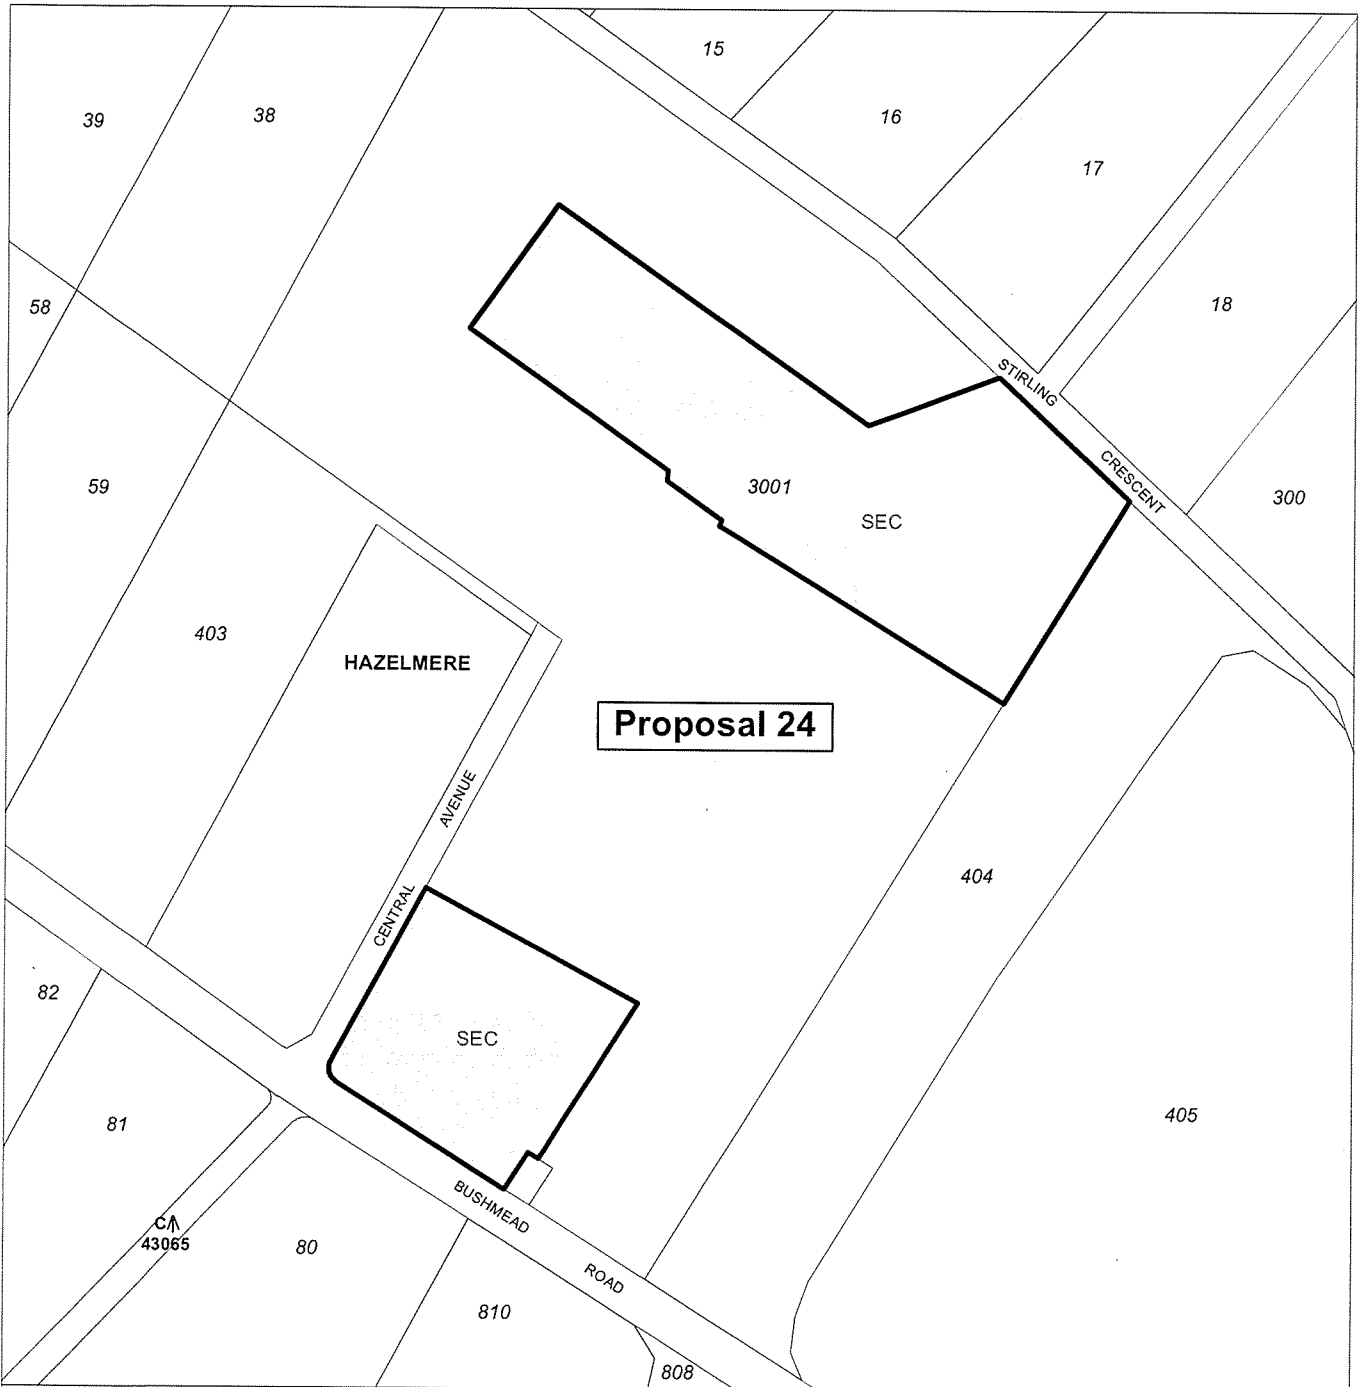 15
39
38
16
17
58
18
STIRLING
CRESCENT
59
3001
300
SEC
403
HAZELMERE
Proposal 24
AVENUE
CENTRAL
404
82
SEC
81
405
BUSHMEAD
ROAD
C
43065
80
810
808